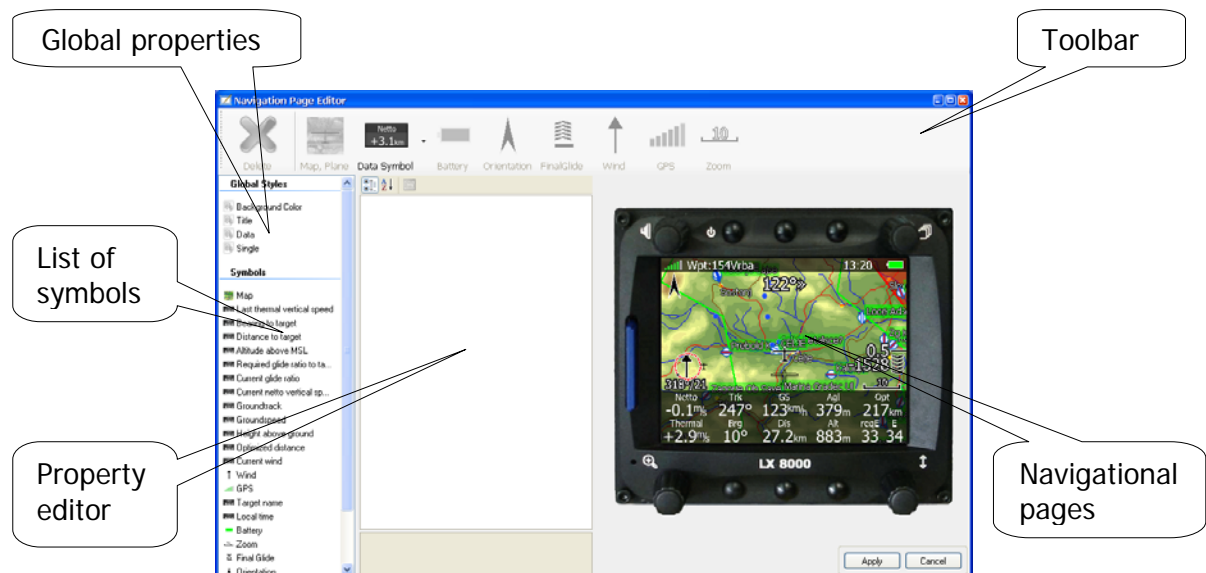 Global properties
Toolbar
Navigation Page Editor
Netto
+3.1km
10
Delete
Map, Plane
Data Symbol
Battery
Orientation
FinalGlide
Wind
GPS
Zoom
Global Styles
Background Color
Title
Data
Single
List of
symbols
Symbols
Map
Last thermal vertical speed
Bearing to target
Distance to target
Altitude above MSL
Required glide ratio to ta...
Current glide ratio
Current netto vertical sp...
Groundtrack
Groundspeed
Height above ground
Optimized distance
Current wind
Wind
GPS
Target name
Local time
Battery
Zoom
Final Glide
Orientation
Property
editor
Wpt:154Vrba
13:20
122°»
0.5
-1528
10
318°/21
Netto Trk GS Agl Opt
-0.1m/s 247° 123km/h 379m 217km
Thermal Brg Dis Alt reqE E
+2.9m/s 10° 27.2km 883m 33 34
LX 8000
Navigational
pages
Apply
Cancel